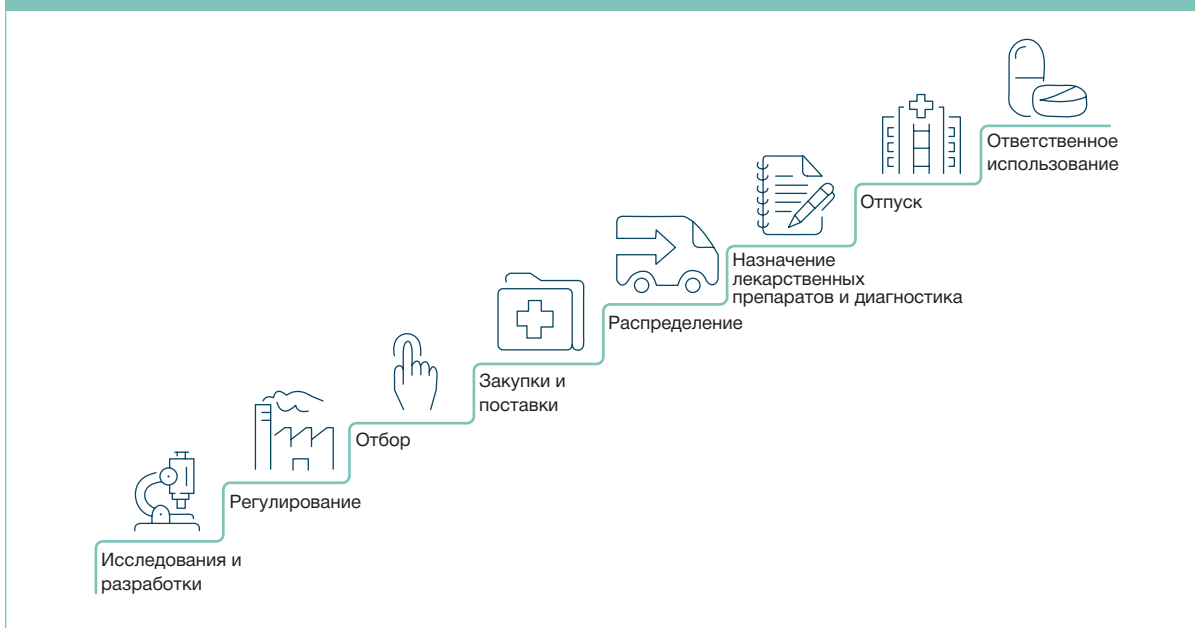 Ответственное
использование
Отпуск
Назначение
лекарственных
препаратов и диагностика
Распределение
Закупки и
поставки
Отбор
Регулирование
Исследования и
разработки